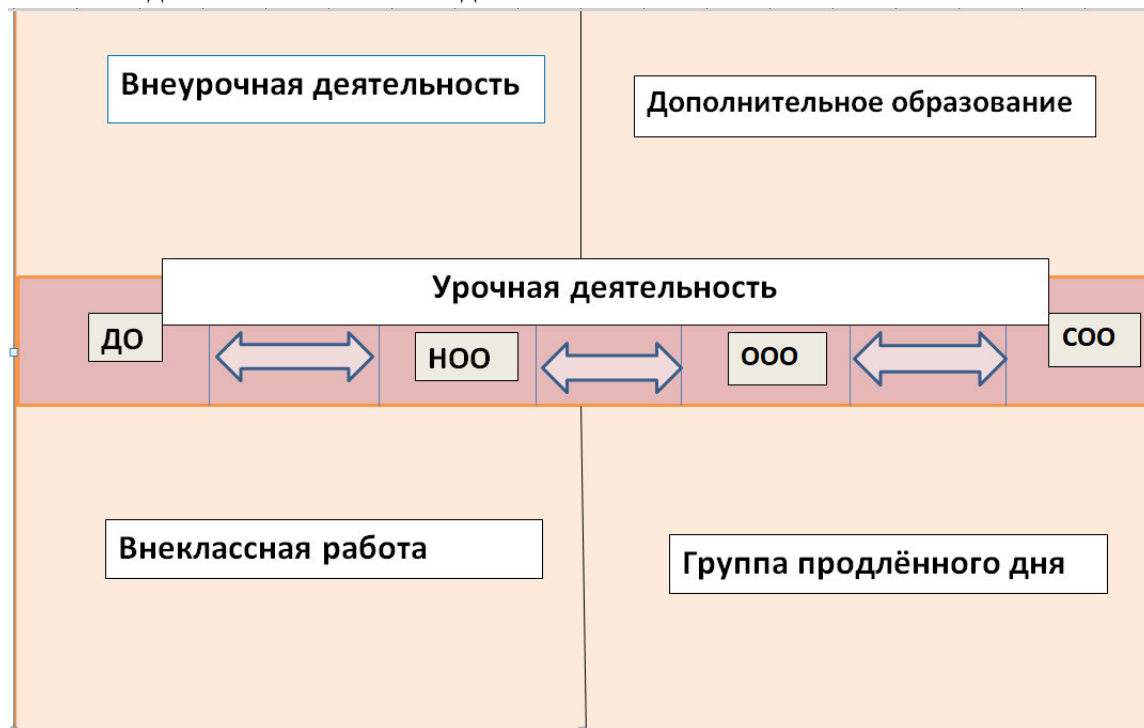 Внеурочная деятельность
Дополнительное образование
Урочная деятельность
ДО
НОО
ООО
СОО
Внеклассная работа
Группа продлённого дня